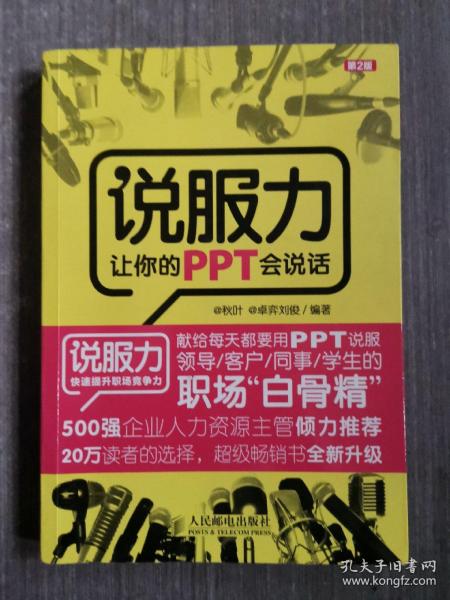 第2版
说服力
让你的PPT会说话
@秋叶 @卓弈刘俊/编著
说服力
快速提升职场竞争力
献给每天都要用PPT说服
领导/客户/同事/学生的
职场“白骨精”
500强企业人力资源主管倾力推荐
20万读者的选择，超级畅销书全新升级
人民邮电出版社
POSTS & TELECOM PRESS
孔夫子旧书网
www.kongfz.com